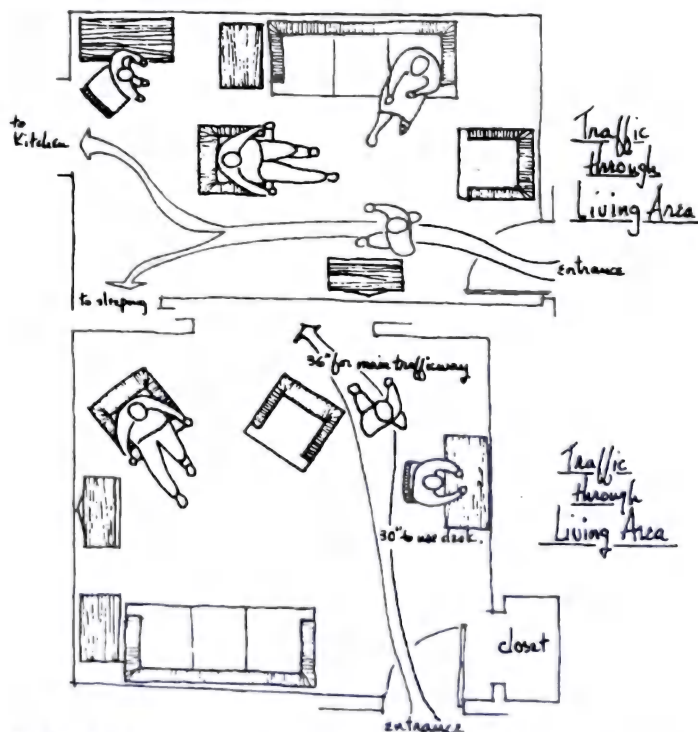 to
Kitchen
Traffic
through
Living Area
Entrance
to sleeping
36" for main trafficway
Traffic
through
Living Area
30" to use desk.
closet
entrance